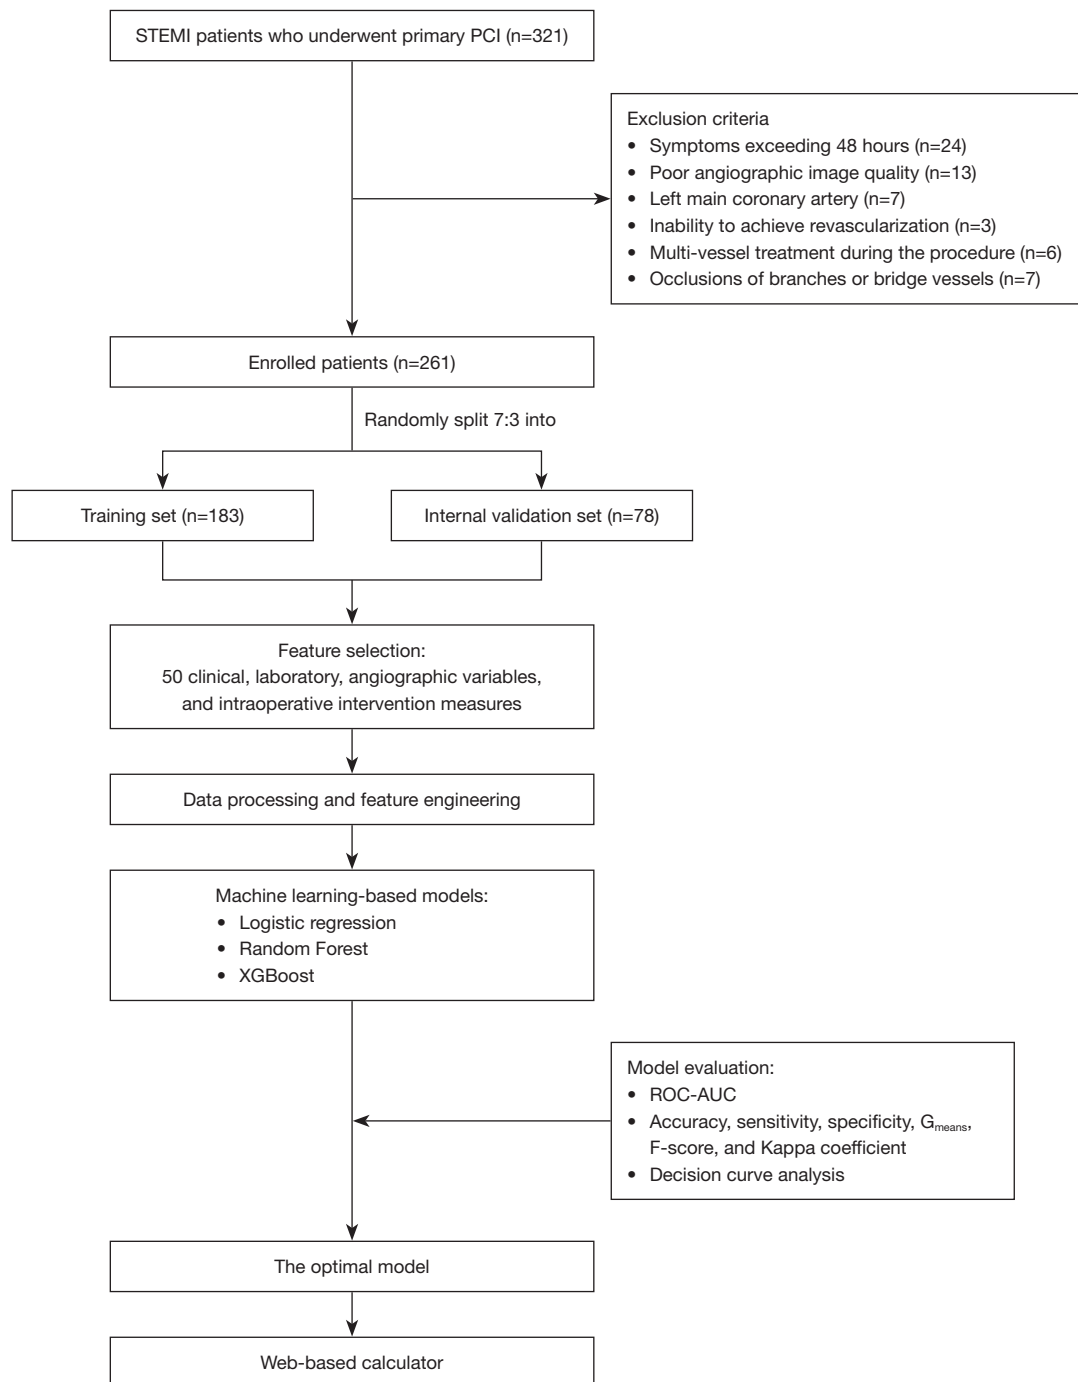 STEMI patients who underwent primary PCI (n=321)
Exclusion criteria
• Symptoms exceeding 48 hours (n=24)
• Poor angiographic image quality (n=13)
• Left main coronary artery (n=7)
• Inability to achieve revascularization (n=3)
• Multi-vessel treatment during the procedure (n=6)
• Occlusions of branches or bridge vessels (n=7)
Enrolled patients (n=261)
Randomly split 7:3 into
Training set (n=183)
Internal validation set (n=78)
Feature selection:
50 clinical, laboratory, angiographic variables,
and intraoperative intervention measures
Data processing and feature engineering
Machine learning-based models:
• Logistic regression
• Random Forest
• XGBoost
Model evaluation:
• ROC-AUC
• Accuracy, sensitivity, specificity, Gmeans,
F-score, and Kappa coefficient
• Decision curve analysis
The optimal model
Web-based calculator